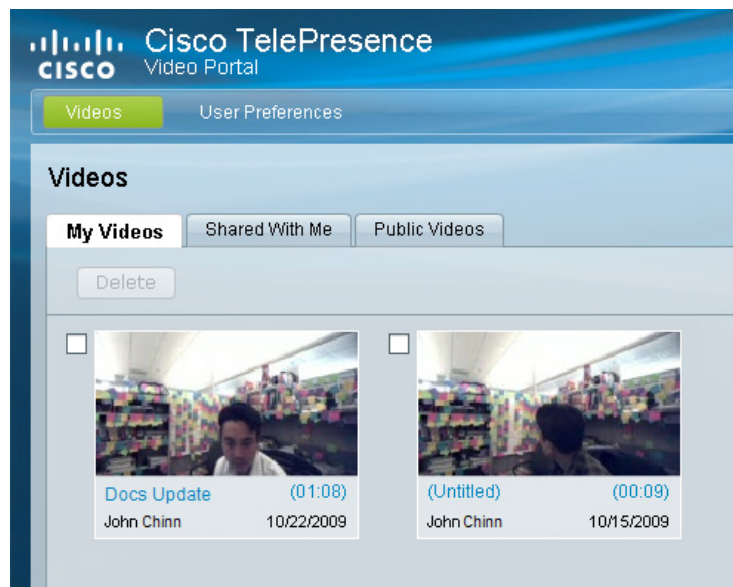 Cisco TelePresence
CISCO Video Portal
Videos User Preferences
Videos
My Videos Shared With Me Public Videos
Delete
Docs Update (01:08) (Untitled) (00:09)
John Chinn 10/22/2009 John Chinn 10/15/2009